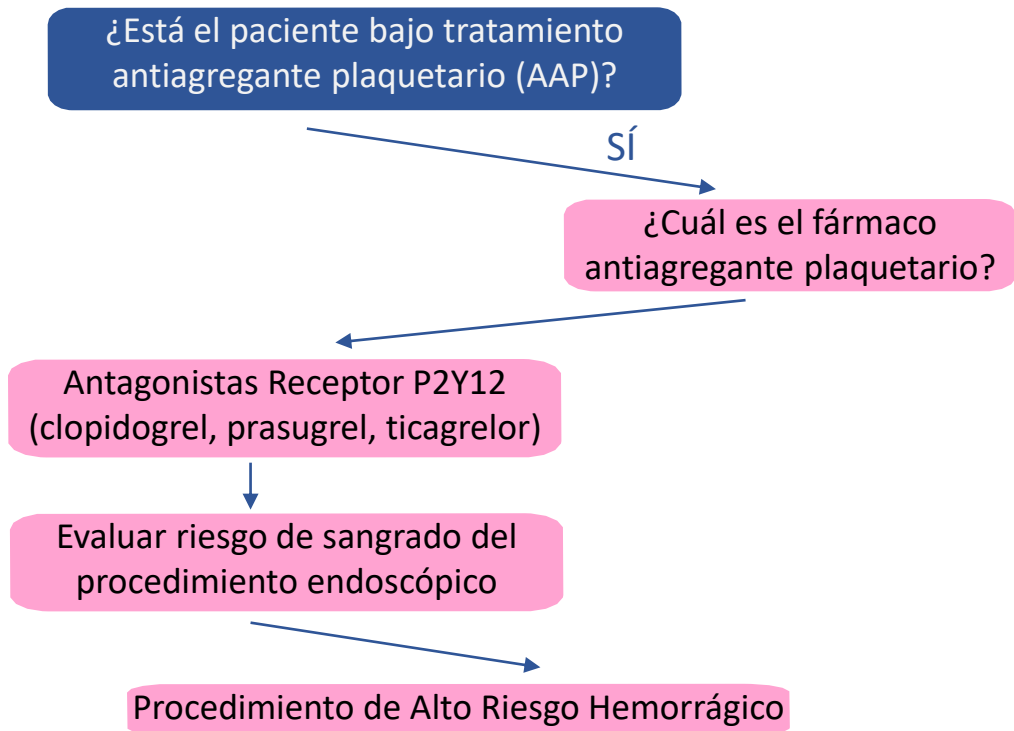 ¿Está el paciente bajo tratamiento
antiagregante plaquetario (AAP)?
SÍ
¿Cuál es el fármaco
antiagregante plaquetario?
Antagonistas Receptor P2Y12
(clopidogrel, prasugrel, ticagrelor)
Evaluar riesgo de sangrado del
procedimiento endoscópico
Procedimiento de Alto Riesgo Hemorrágico